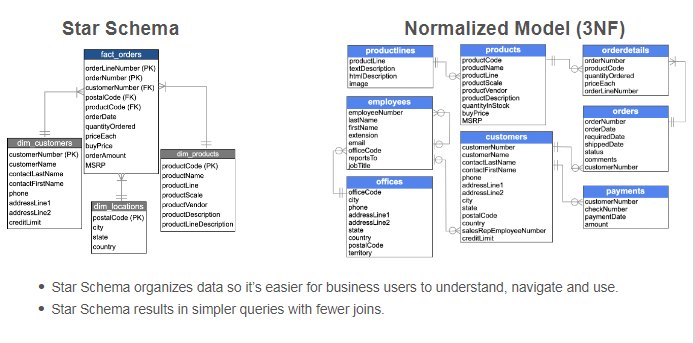 Star Schema
fact_orders
orderLineNumber (PK)
orderNumber (PK)
customerNumber (FK)
postalCode (FK)
productCode (FK)
orderDate
quantityOrdered
priceEach
buyPrice
orderAmount
MSRP
dim_customers
customerNumber (PK)
customerName
contactLastName
contactFirstName
phone
addressLine1
addressLine2
creditLimit
dim_locations
postalCode (PK)
city
state
country
dim_products
productCode (PK)
productName
productLine
productScale
productVendor
productDescription
productLineDescription
Normalized Model (3NF)
productlines
productLine
textDescription
htmlDescription
image
products
productCode
productName
productLine
productScale
productVendor
productDescription
quantityInStock
buyPrice
MSRP
orderdetails
orderNumber
productCode
quantityOrdered
priceEach
orderLineNumber
employees
employeeNumber
lastName
firstName
extension
email
officeCode
reportsTo
jobTitle
customers
customerNumber
customerName
contactLastName
contactFirstName
phone
addressLine1
addressLine2
city
state
postalCode
country
salesRepEmployeeNumber
creditLimit
orders
orderNumber
orderDate
requiredDate
shippedDate
status
comments
customerNumber
offices
officeCode
city
phone
addressLine1
addressLine2
state
country
postalCode
territory
payments
customerNumber
checkNumber
paymentDate
amount
• Star Schema organizes data so it's easier for business users to understand, navigate and use.
• Star Schema results in simpler queries with fewer joins.